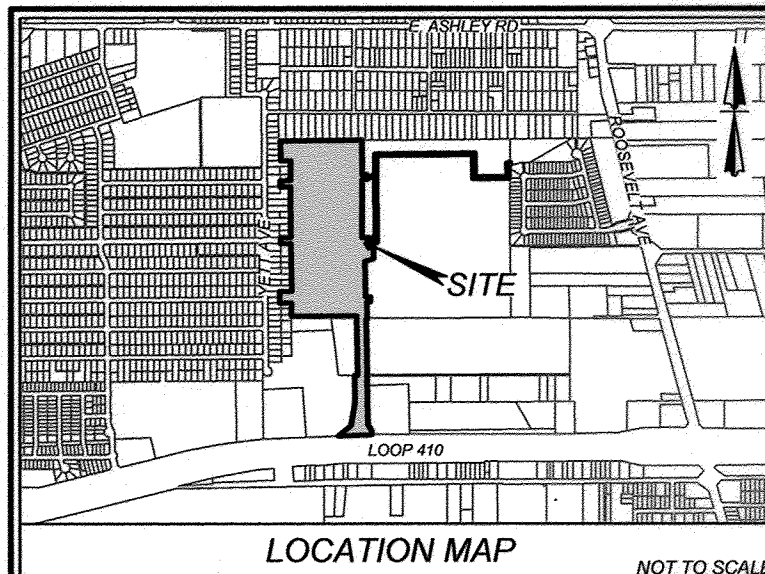 E. ASHLEY RD
ROOSEVELT AVE
SITE
LOOP 410
LOCATION MAP
NOT TO SCALE